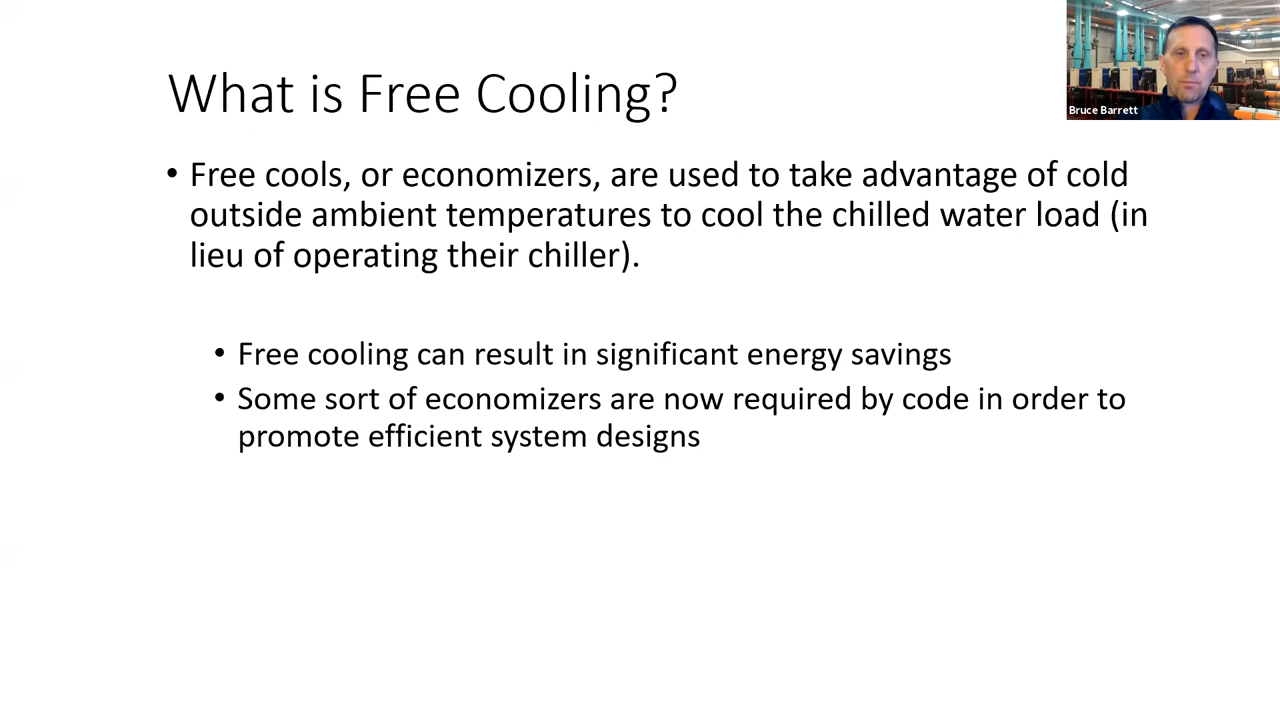 What is Free Cooling?
Bruce Barrett
• Free cools, or economizers, are used to take advantage of cold
outside ambient temperatures to cool the chilled water load (in
lieu of operating their chiller).
• Free cooling can result in significant energy savings
• Some sort of economizers are now required by code in order to
promote efficient system designs